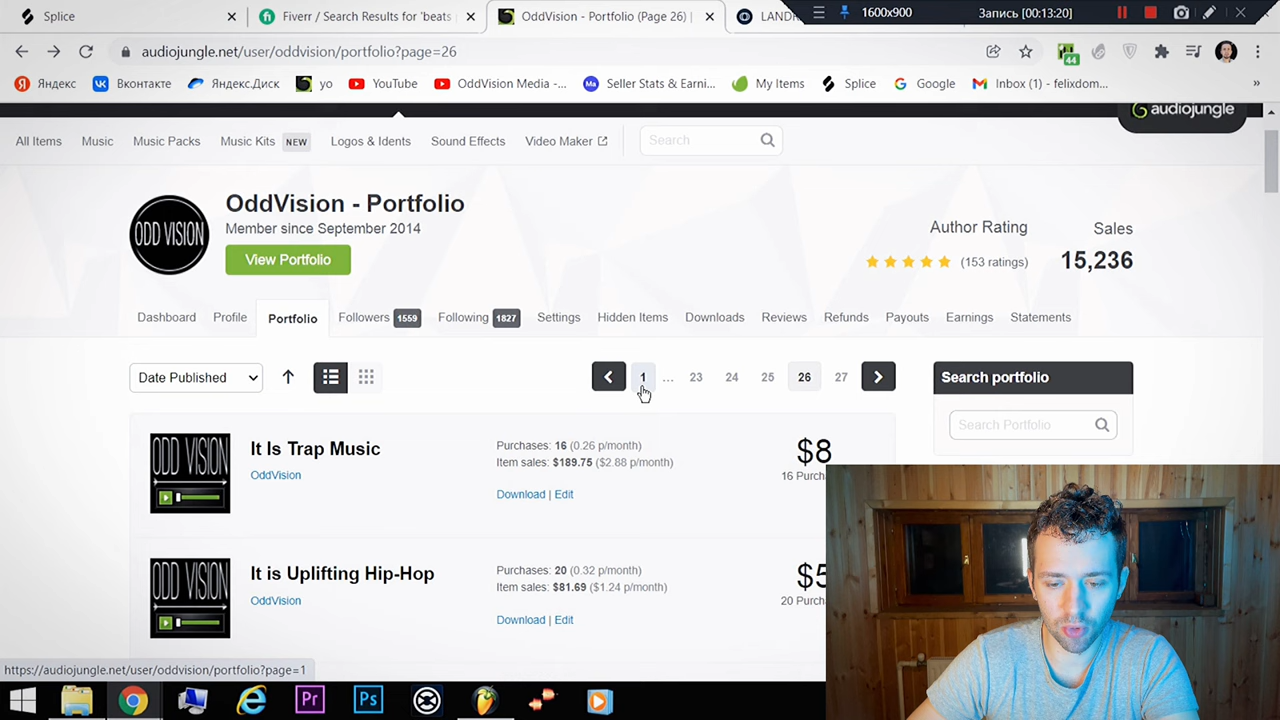 Splice
Fiverr / Search Results for 'beats
OddVision - Portfolio (Page 26) |
LANDR
1600x900
Запись [00:13:20]
audiojungle.net/user/oddvision/portfolio?page=26
44
Яндекс
Вконтакте
Яндекс.Диск
yo
YouTube
OddVision Media -...
Ma
Seller Stats & Earni...
My Items
Splice
Google
Inbox (1) - felixdom...
»
audiojungle
All Items
Music
Music Packs
Music Kits NEW
Logos & Idents
Sound Effects
Video Maker
Search
ODD VISION
OddVision - Portfolio
Member since September 2014
View Portfolio
Author Rating
(153 ratings)
Sales
15,236
Dashboard
Profile
Portfolio
Followers 1559
Following 1827
Settings
Hidden Items
Downloads
Reviews
Refunds
Payouts
Earnings
Statements
Date Published
1 ... 23 24 25 26 27
Search portfolio
Search Portfolio
ODD VISION
It Is Trap Music
OddVision
Purchases: 16 (0.26 p/month)
Item sales: $189.75 ($2.88 p/month)
Download | Edit
$8
16 Purch
ODD VISION
It is Uplifting Hip-Hop
OddVision
Purchases: 20 (0.32 p/month)
Item sales: $81.69 ($1.24 p/month)
Download | Edit
$5
20 Purch
https://audiojungle.net/user/oddvision/portfolio?page=1
Pr
Ps